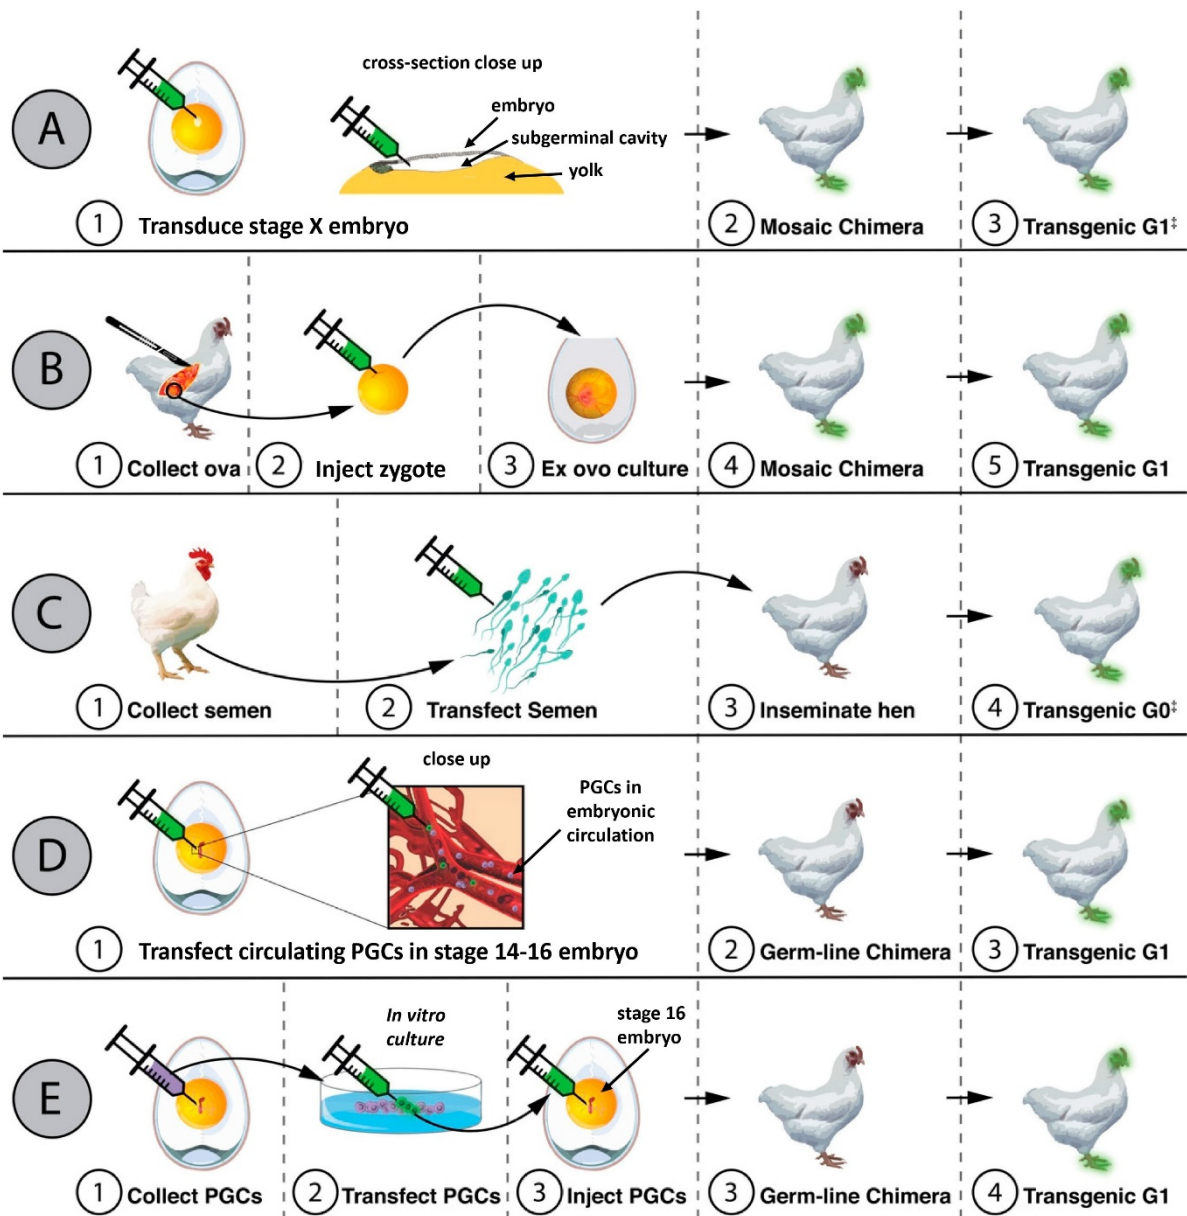 A
cross-section close up
embryo
subgerminal cavity
yolk
1 Transduce stage X embryo
2 Mosaic Chimera
3 Transgenic G1‡
B
1 Collect ova
2 Inject zygote
3 Ex ovo culture
4 Mosaic Chimera
5 Transgenic G1
C
1 Collect semen
2 Transfect Semen
3 Inseminate hen
4 Transgenic G0‡
D
close up
PGCs in
embryonic
circulation
1 Transfect circulating PGCs in stage 14-16 embryo
2 Germ-line Chimera
3 Transgenic G1
E
In vitro
culture
stage 16
embryo
1 Collect PGCs
2 Transfect PGCs
3 Inject PGCs
3 Germ-line Chimera
4 Transgenic G1